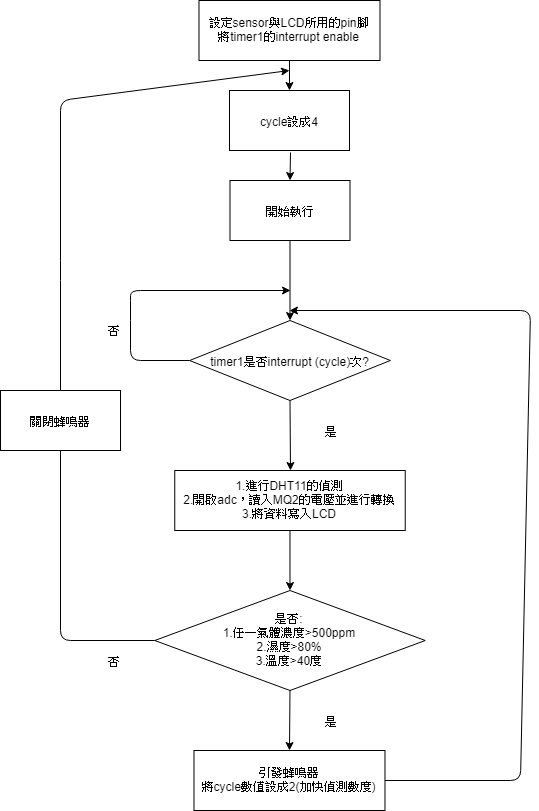 設定sensor與LCD所用的pin腳
將timer1的interrupt enable
cycle設成4
開始執行
否
timer1是否interrupt (cycle)次?
關閉蜂鳴器
是
1.進行DHT11的偵測
2.開啟adc，讀入MQ2的電壓並進行轉換
3.將資料寫入LCD
是否:
1.任一氣體濃度>500ppm
2.濕度>80%
3.溫度>40度
否
是
引發蜂鳴器
將cycle數值設成2(加快偵測數度)